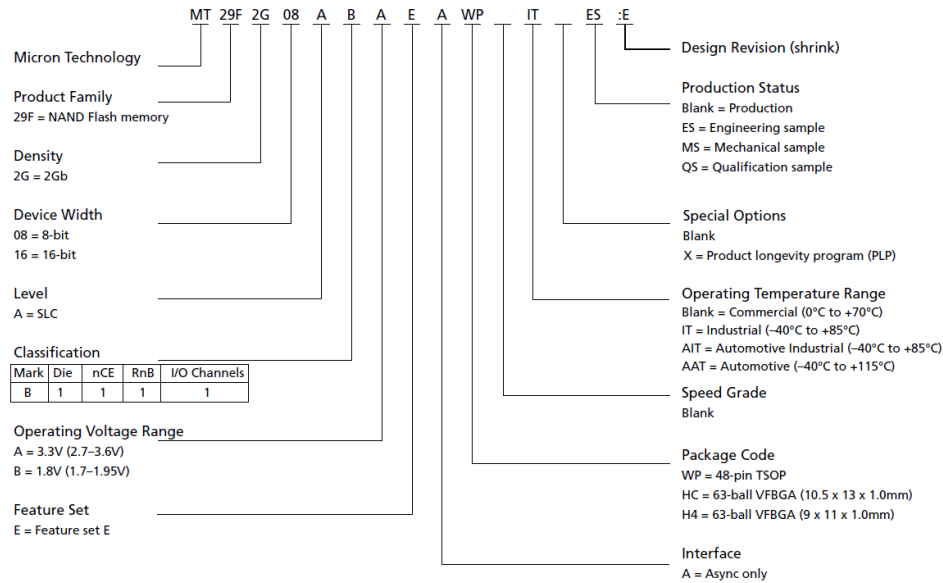 MT 29F 2G 08 A B A E A WP IT ES :E
Micron Technology
Product Family
29F = NAND Flash memory
Density
2G = 2Gb
Device Width
08 = 8-bit
16 = 16-bit
Level
A = SLC
Classification
Mark Die nCE RnB I/O Channels
B 1 1 1 1
Operating Voltage Range
A = 3.3V (2.7–3.6V)
B = 1.8V (1.7–1.95V)
Feature Set
E = Feature set E
Design Revision (shrink)
Production Status
Blank = Production
ES = Engineering sample
MS = Mechanical sample
QS = Qualification sample
Special Options
Blank
X = Product longevity program (PLP)
Operating Temperature Range
Blank = Commercial (0°C to +70°C)
IT = Industrial (–40°C to +85°C)
AIT = Automotive Industrial (–40°C to +85°C)
AAT = Automotive (–40°C to +115°C)
Speed Grade
Blank
Package Code
WP = 48-pin TSOP
HC = 63-ball VFBGA (10.5 x 13 x 1.0mm)
H4 = 63-ball VFBGA (9 x 11 x 1.0mm)
Interface
A = Async only